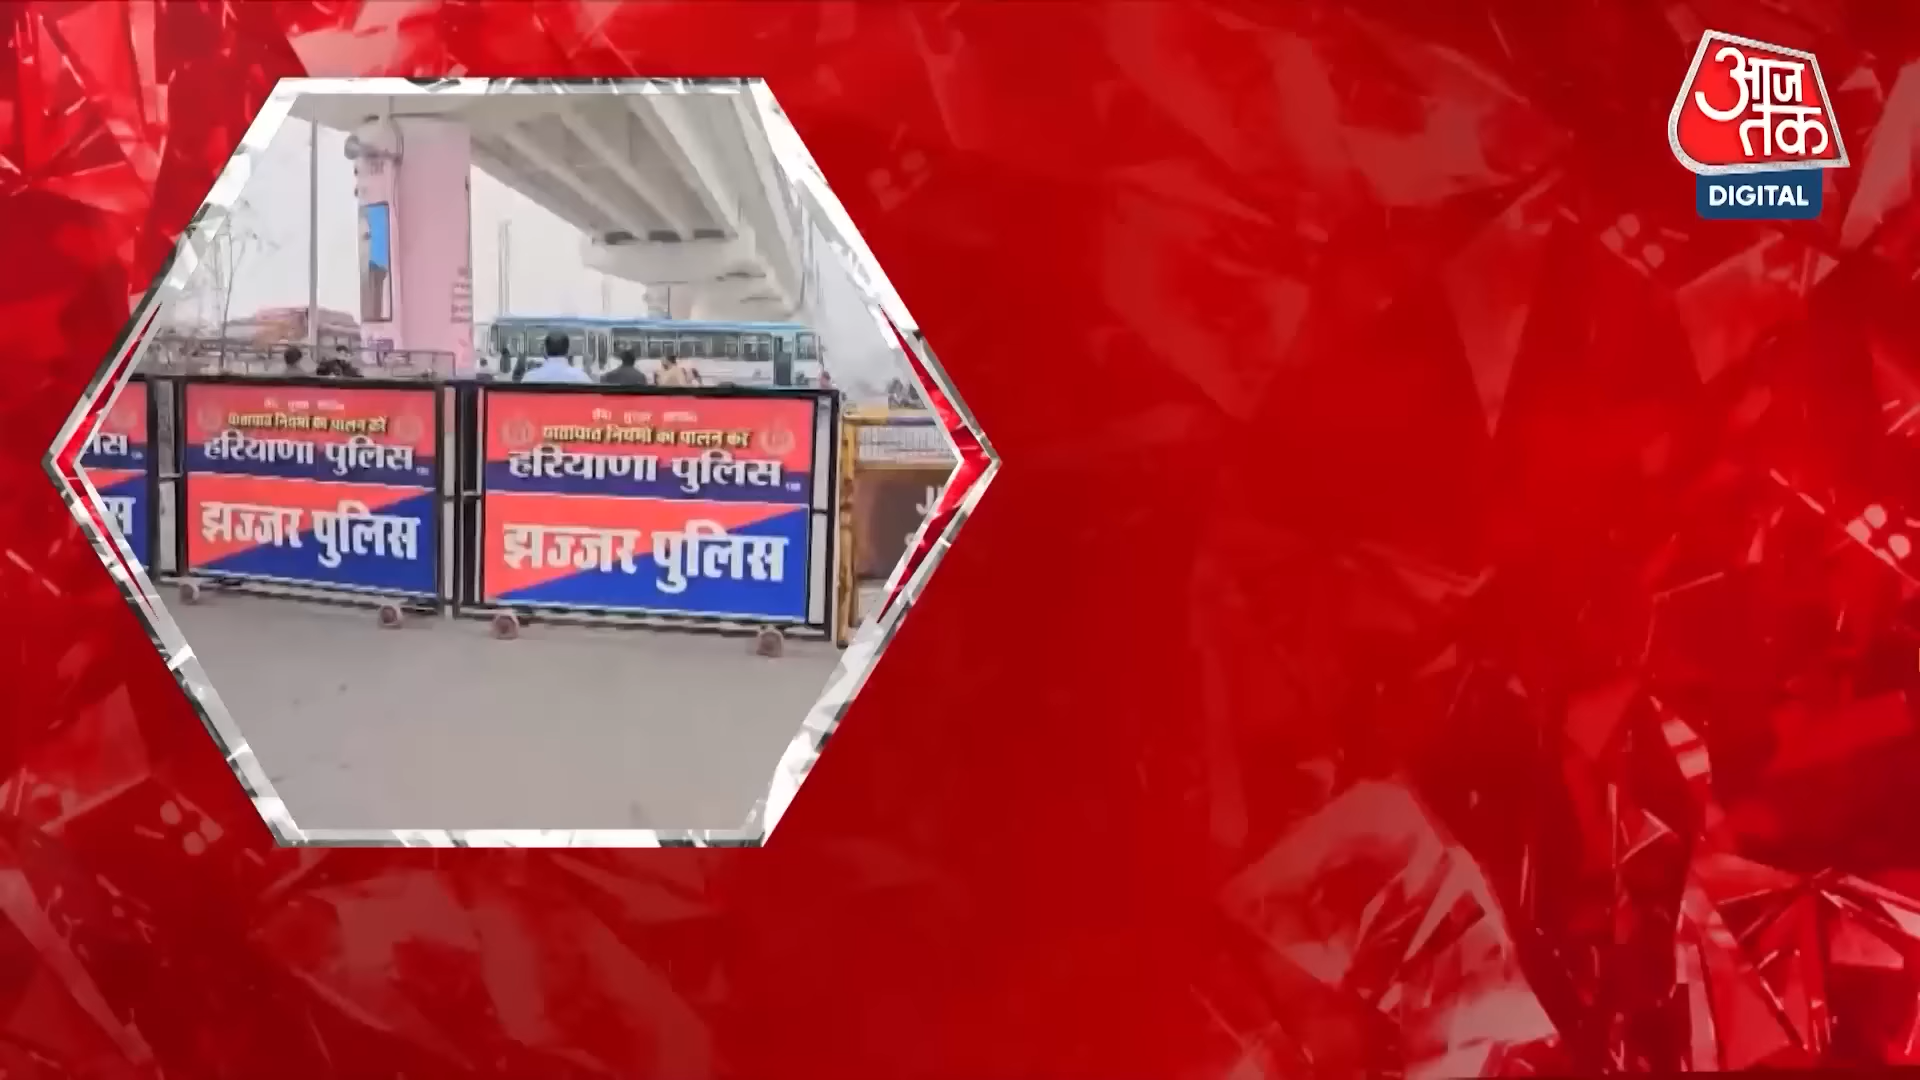 आज
तक
DIGITAL
यातायात नियमों का पालन करें
हरियाणा पुलिस
झज्जर पुलिस
यातायात नियमों का पालन करें
हरियाणा पुलिस
झज्जर पुलिस